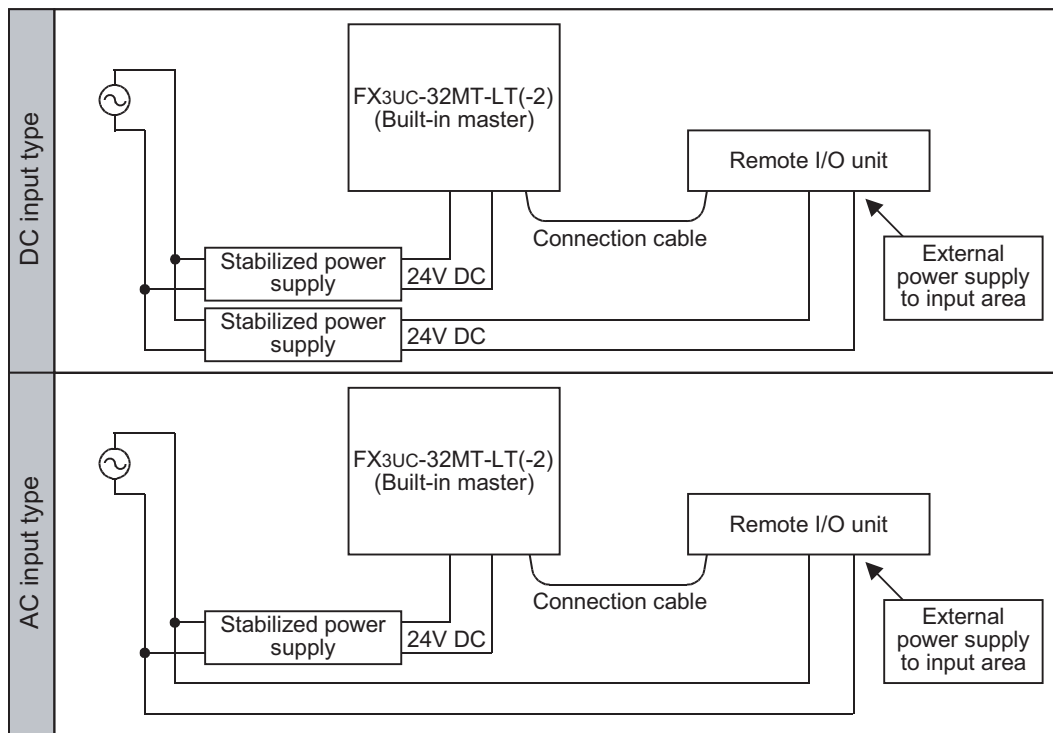 DC input type
FX3UC-32MT-LT(-2)
(Built-in master)
Remote I/O unit
Connection cable
External
power supply
to input area
Stabilized power
supply
24V DC
Stabilized power
supply
24V DC
AC input type
FX3UC-32MT-LT(-2)
(Built-in master)
Remote I/O unit
Connection cable
External
power supply
to input area
Stabilized power
supply
24V DC